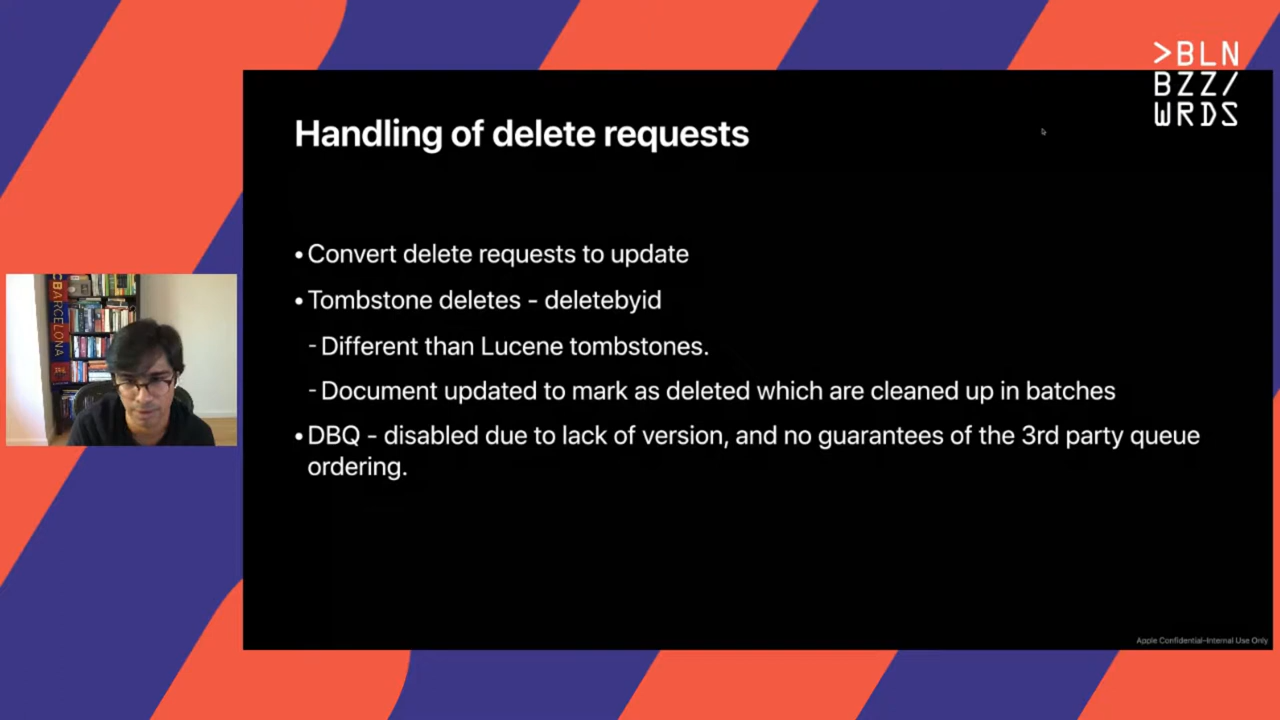 >BLN
BZZ/
WRDS
Handling of delete requests
• Convert delete requests to update
• Tombstone deletes - deletebyid
- Different than Lucene tombstones.
- Document updated to mark as deleted which are cleaned up in batches
• DBQ - disabled due to lack of version, and no guarantees of the 3rd party queue
ordering.
CBARCELONA
Apple Confidential–Internal Use Only